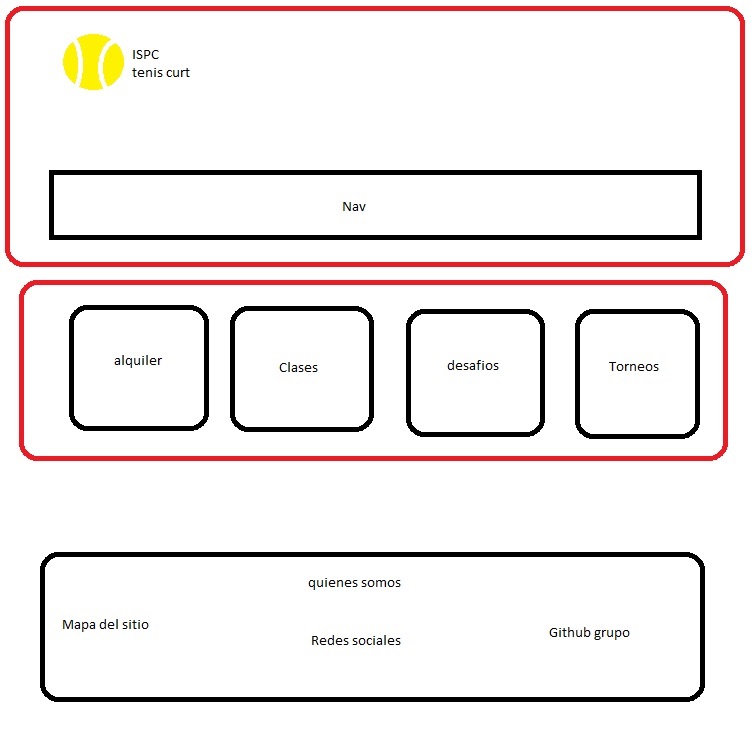 ISPC
tenis curt
Nav
alquiler
Clases
desafios
Torneos
quienes somos
Mapa del sitio
Redes sociales
Github grupo